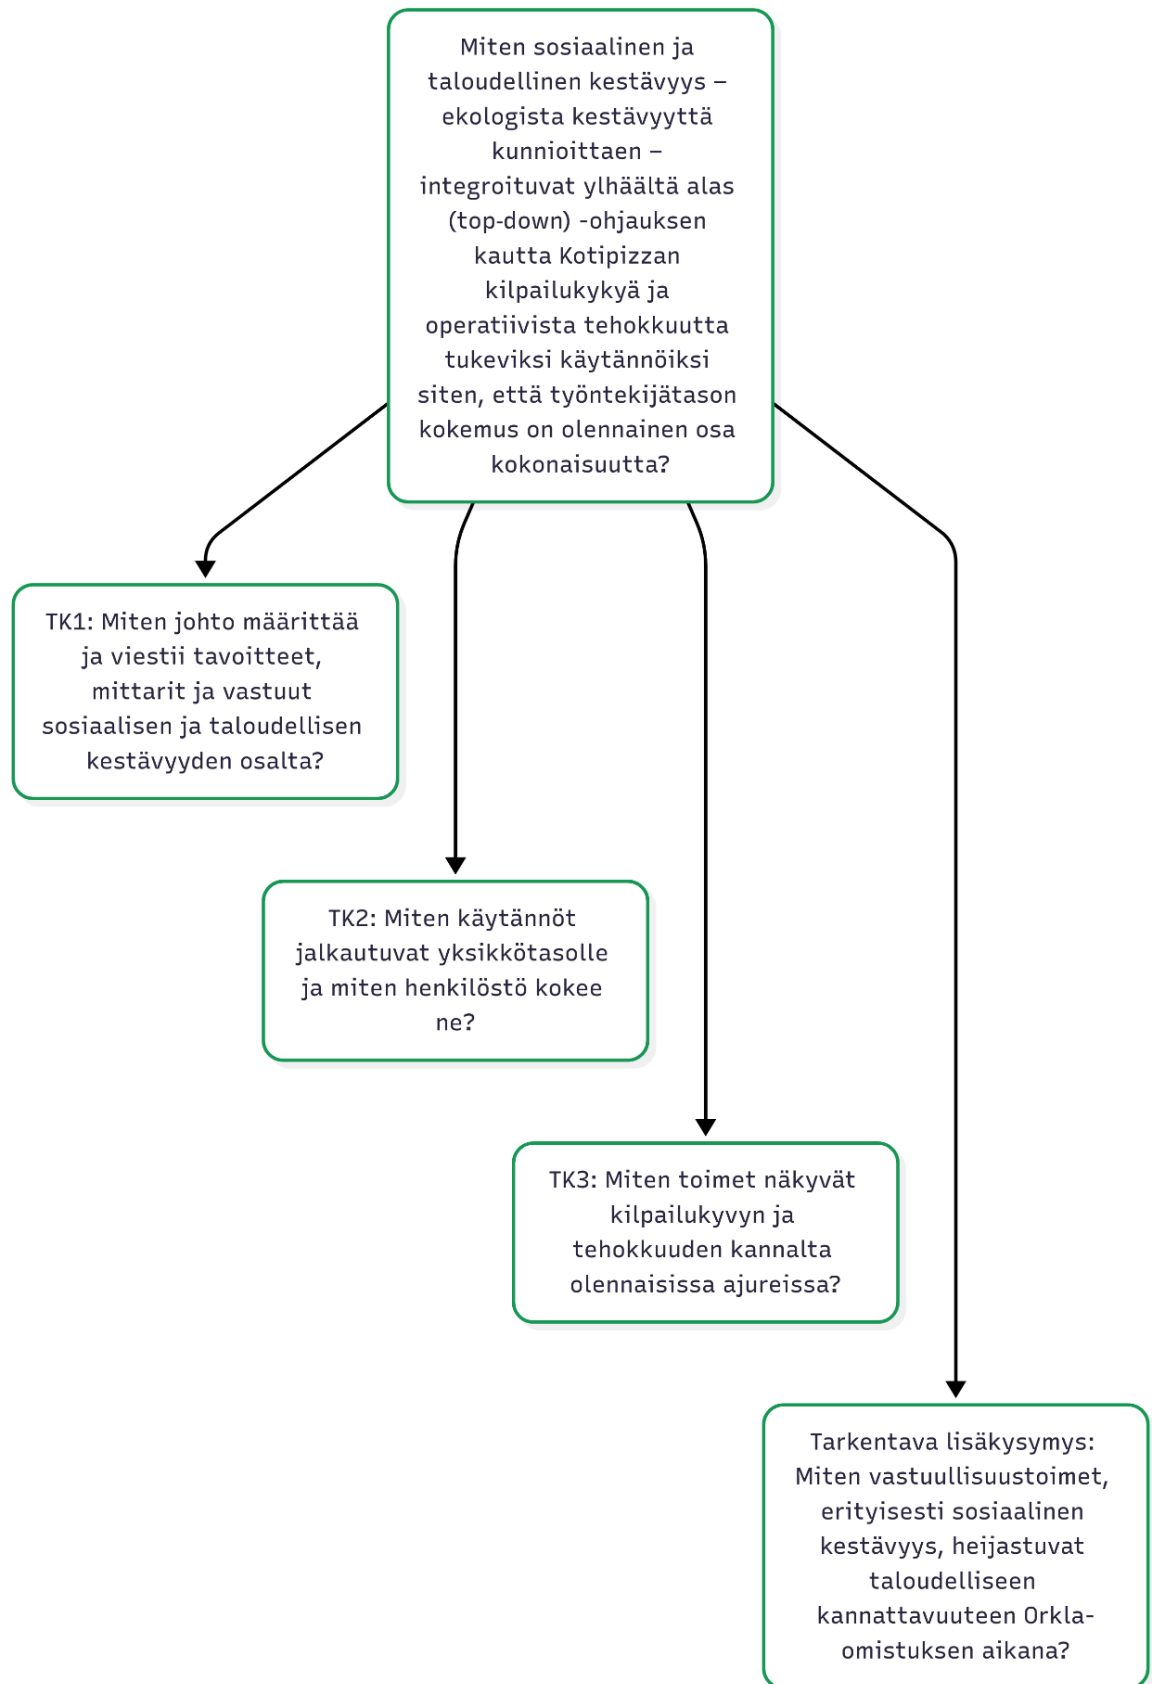 Miten sosiaalinen ja
taloudellinen kestävyys –
ekologista kestävyyttä
kunnioittaen –
integroituvat ylhäältä alas
(top-down) -ohjauksen
kautta Kotipizzan
kilpailukykyä ja
operatiivista tehokkuutta
tukeviksi käytännöiksi
siten, että työntekijätason
kokemus on olennainen osa
kokonaisuutta?
TK1: Miten johto määrittää
ja viestii tavoitteet,
mittarit ja vastuut
sosiaalisen ja taloudellisen
kestävyyden osalta?
TK2: Miten käytännöt
jalkautuvat yksikkötasolle
ja miten henkilöstö kokee
ne?
TK3: Miten toimet näkyvät
kilpailukyvyn ja
tehokkuuden kannalta
olennaisissa ajureissa?
Tarkentava lisäkysymys:
Miten vastuullisuustoimet,
erityisesti sosiaalinen
kestävyys, heijastuvat
taloudelliseen
kannattavuuteen Orkla-
omistuksen aikana?